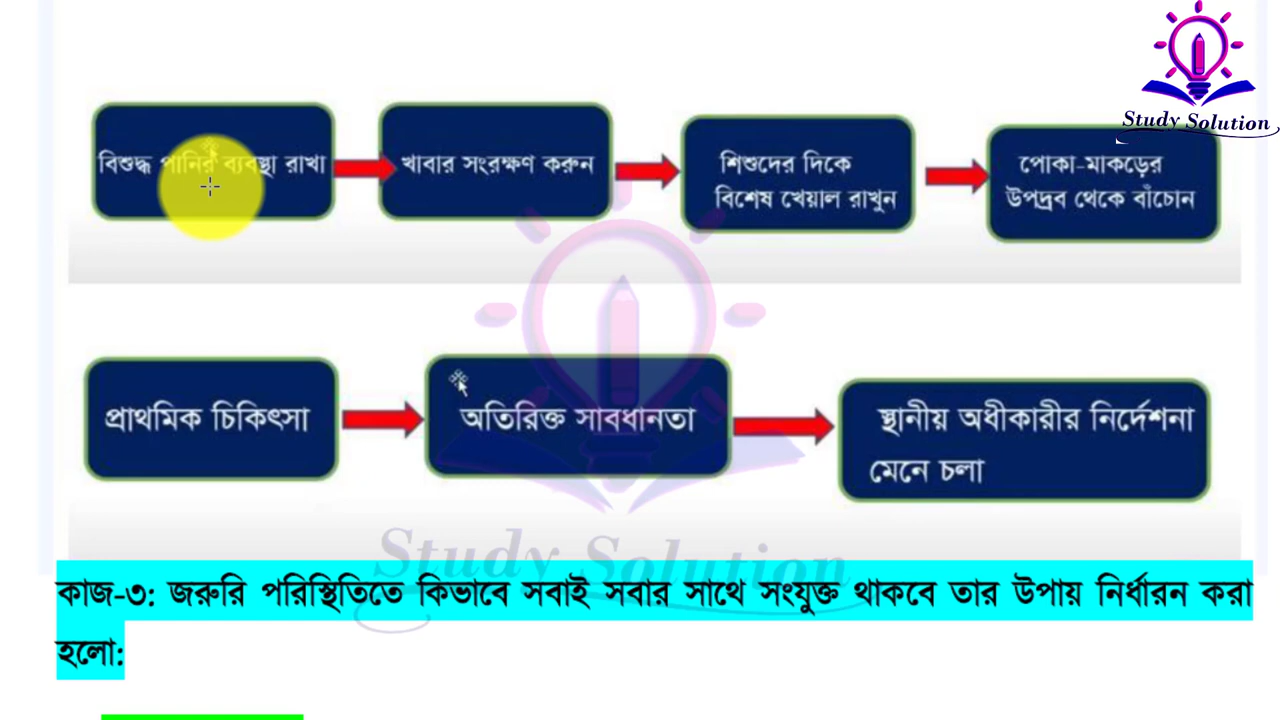 Study Solution
বিশুদ্ধ পানির ব্যবস্থা রাখা
খাবার সংরক্ষণ করুন
শিশুদের দিকে
বিশেষ খেয়াল রাখুন
পোকা-মাকড়ের
উপদ্রব থেকে বাঁচোন
প্রাথমিক চিকিৎসা
অতিরিক্ত সাবধানতা
স্থানীয় অধীকারীর নির্দেশনা
মেনে চলা
Study Solution
কাজ-৩: জরুরি পরিস্থিতিতে কিভাবে সবাই সবার সাথে সংযুক্ত থাকবে তার উপায় নির্ধারন করা
হলো: